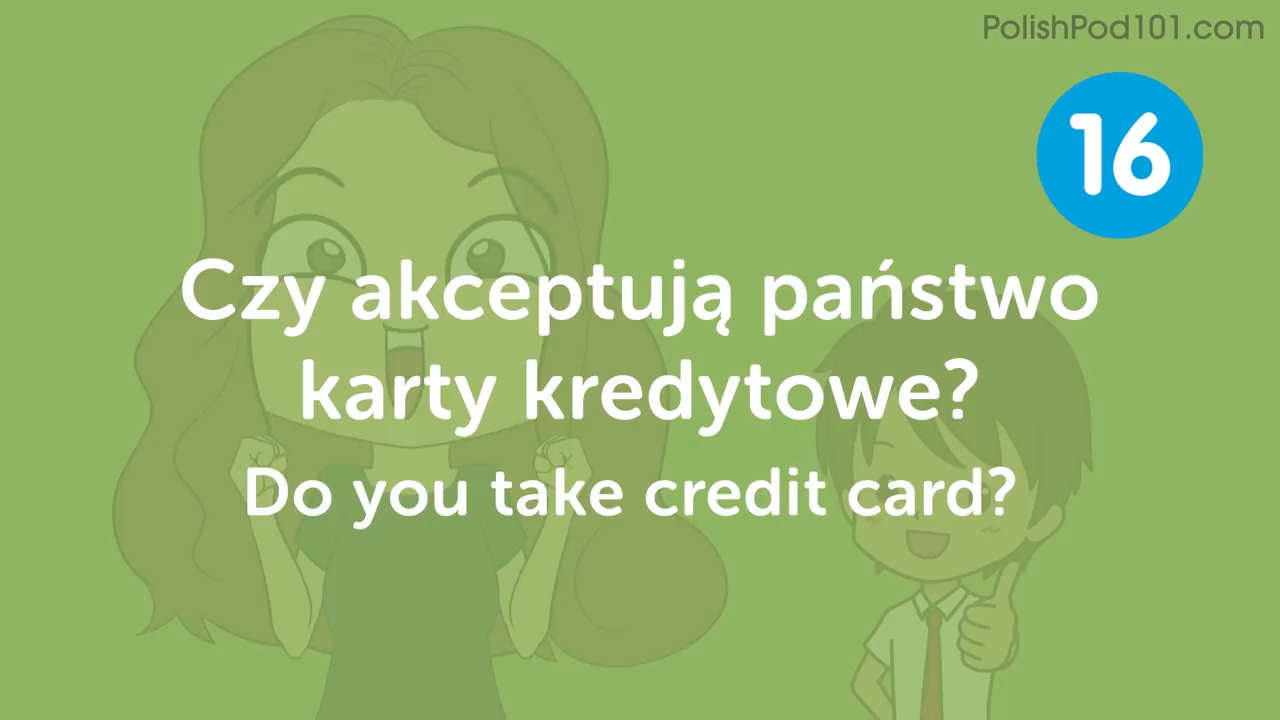 PolishPod101.com
16
Czy akceptują państwo
karty kredytowe?
Do you take credit card?